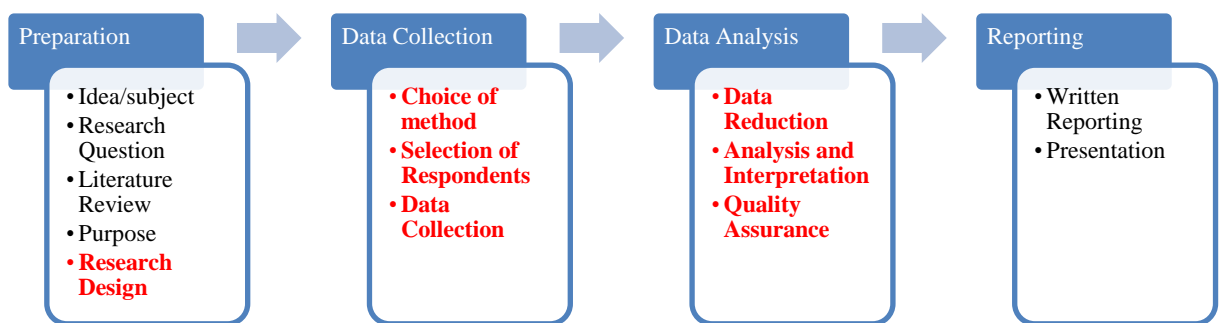 Preparation
• Idea/subject
• Research
Question
• Literature
Review
• Purpose
• Research
Design
Data Collection
• Choice of
method
• Selection of
Respondents
• Data
Collection
Data Analysis
• Data
Reduction
• Analysis and
Interpretation
• Quality
Assurance
Reporting
• Written
Reporting
• Presentation